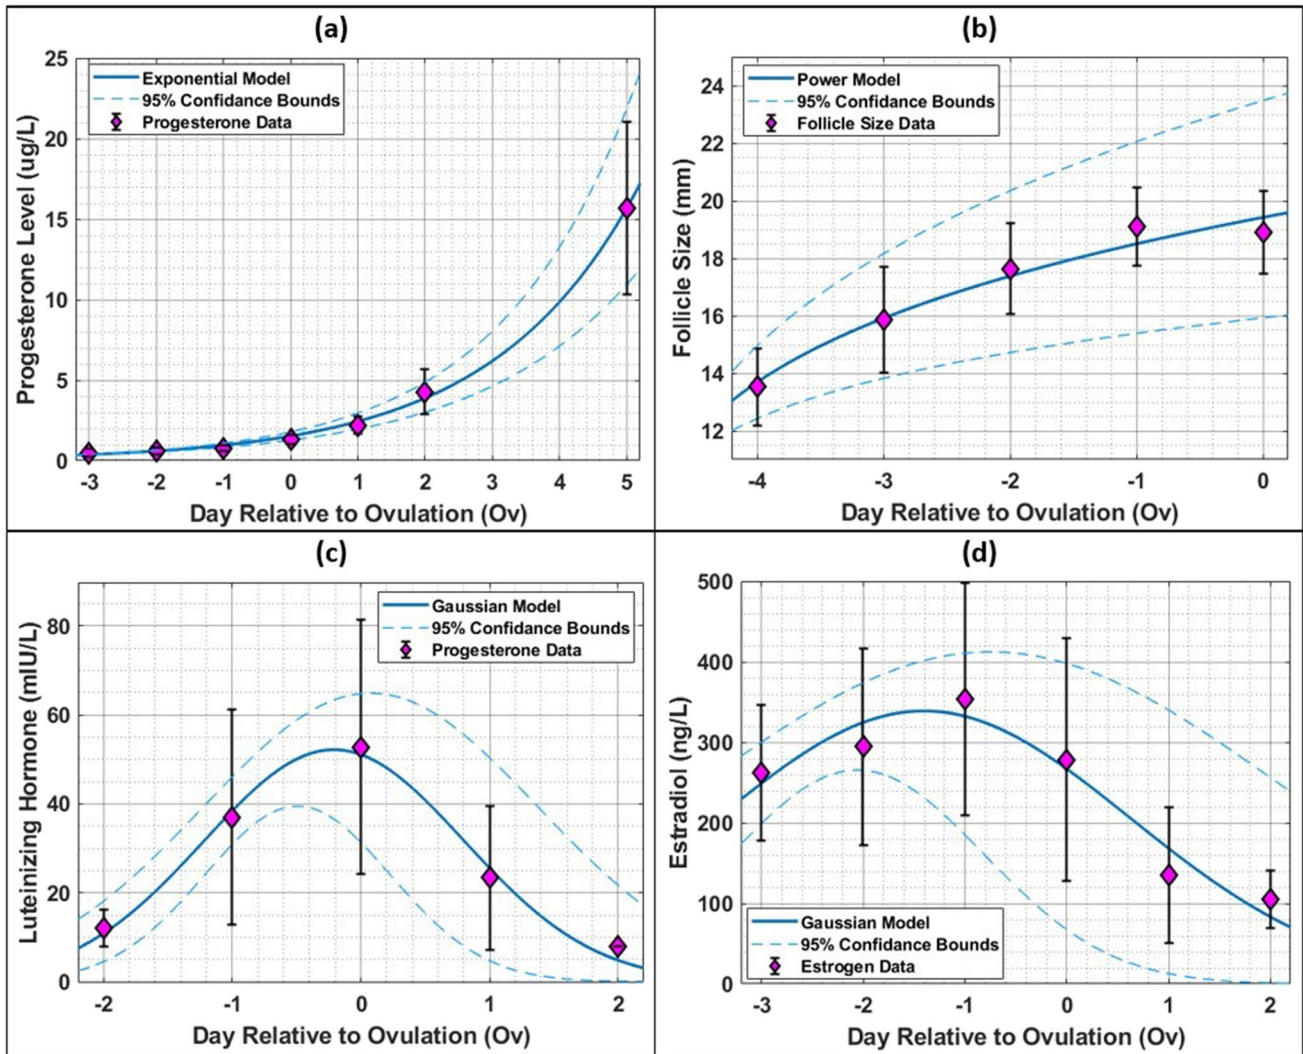 (a)
Exponential Model
95% Confidance Bounds
Progesterone Data
Progesterone Level (ug/L)
25
20
15
10
5
0
-3 -2 -1 0 1 2 3 4 5
Day Relative to Ovulation (Ov)
(b)
Power Model
95% Confidance Bounds
Follicle Size Data
Follicle Size (mm)
24
22
20
18
16
14
12
-4 -3 -2 -1 0
Day Relative to Ovulation (Ov)
(c)
Gaussian Model
95% Confidance Bounds
Progesterone Data
Luteinizing Hormone (mIU/L)
80
60
40
20
0
-2 -1 0 1 2
Day Relative to Ovulation (Ov)
(d)
Estradiol (ng/L)
500
400
300
200
100
0
Gaussian Model
95% Confidance Bounds
Estrogen Data
-3 -2 -1 0 1 2
Day Relative to Ovulation (Ov)